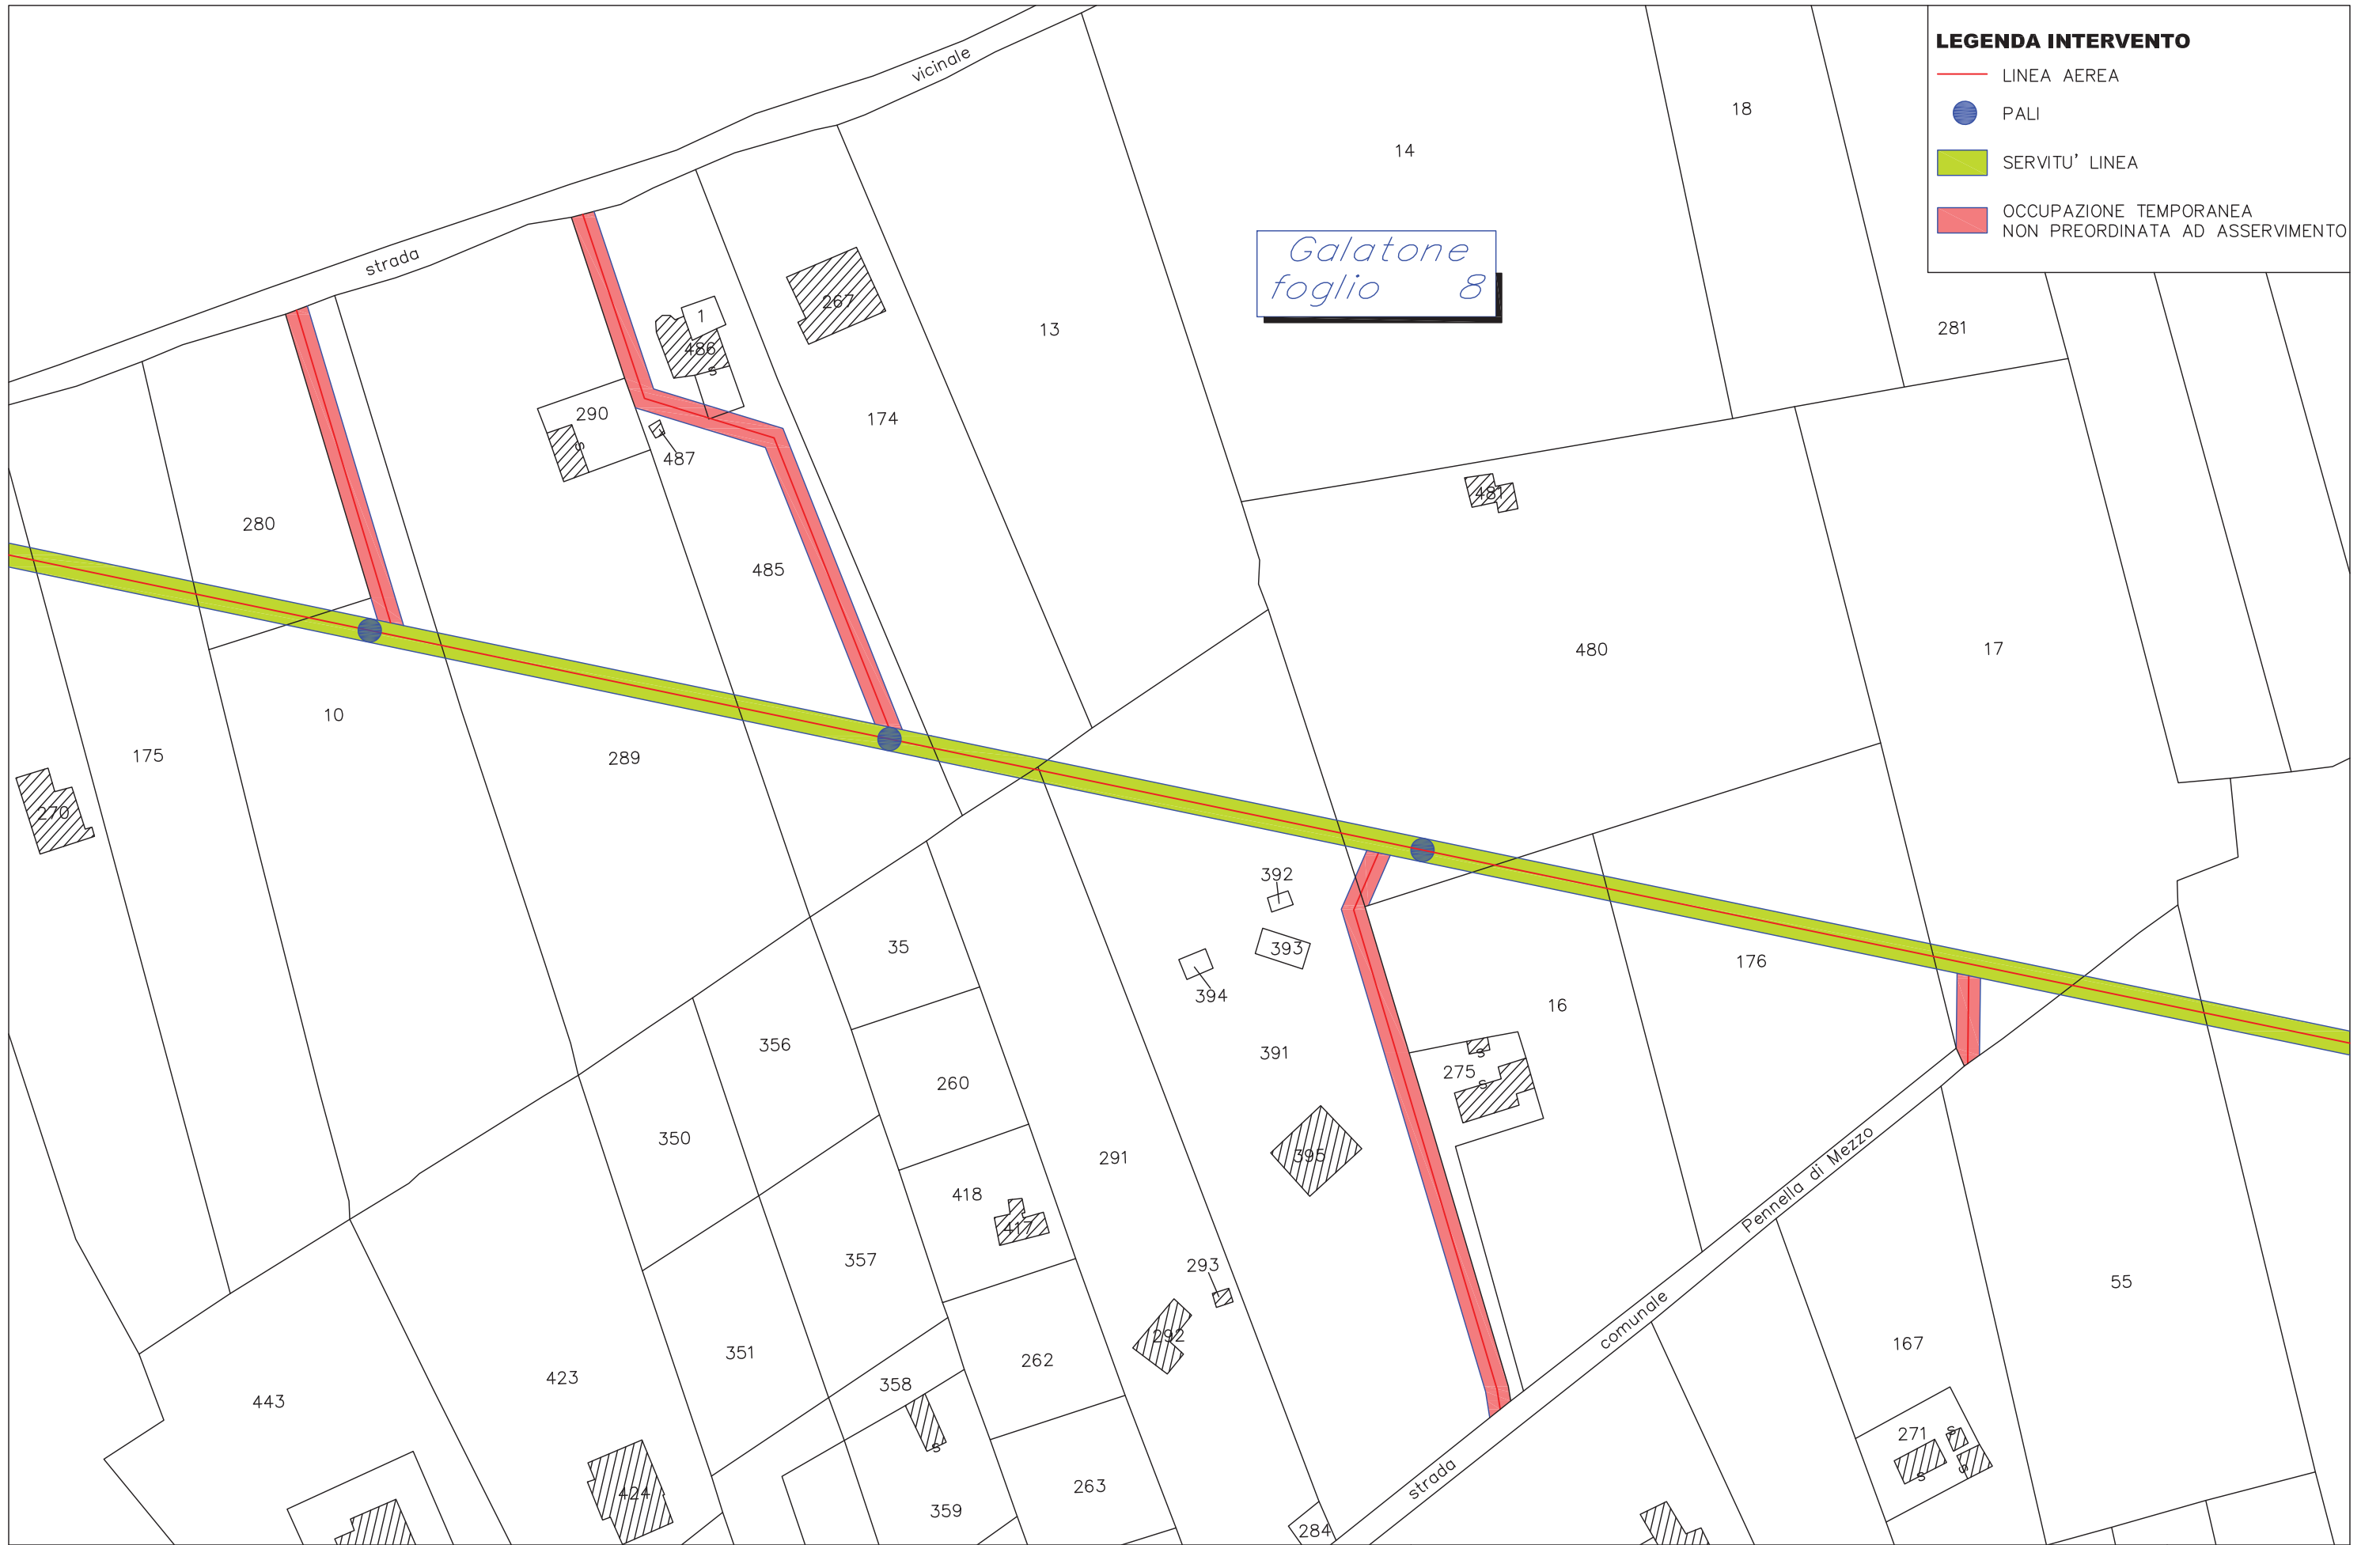 LEGENDA INTERVENTO
LINEA AEREA
PALI
SERVITU' LINEA
OCCUPAZIONE TEMPORANEA
NON PREORDINATA AD ASSERVIMENTO
vicinale
18
14
strada
Galatone
foglio 8
267
1
13
281
486
s
290
174
s
487
481
280
485
480
17
10
175
289
270
392
35
393
176
394
16
356
391
s
275
s
260
350
Pennella di Mezzo
395
291
418
417
357
293
55
comunale
292
167
351
262
423
358
443
271
s
s
s
s
strada
263
424
359
284